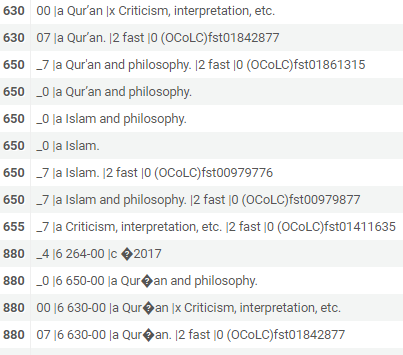 630 00 |a Qur’an |x Criticism, interpretation, etc.
630 07 |a Qur’an. |2 fast |0 (OCoLC)fst01842877
650 _7 |a Qur'an and philosophy. |2 fast |0 (OCoLC)fst01861315
650 _0 |a Qur’an and philosophy.
650 _0 |a Islam and philosophy.
650 _0 |a Islam.
650 _7 |a Islam. |2 fast |0 (OCoLC)fst00979776
650 _7 |a Islam and philosophy. |2 fast |0 (OCoLC)fst00979877
655 _7 |a Criticism, interpretation, etc. |2 fast |0 (OCoLC)fst01411635
880 _4 |6 264-00 |c �2017
880 _0 |6 650-00 |a Qur�an and philosophy.
880 00 |6 630-00 |a Qur�an |x Criticism, interpretation, etc.
880 07 |6 630-00 |a Qur�an. |2 fast |0 (OCoLC)fst01842877